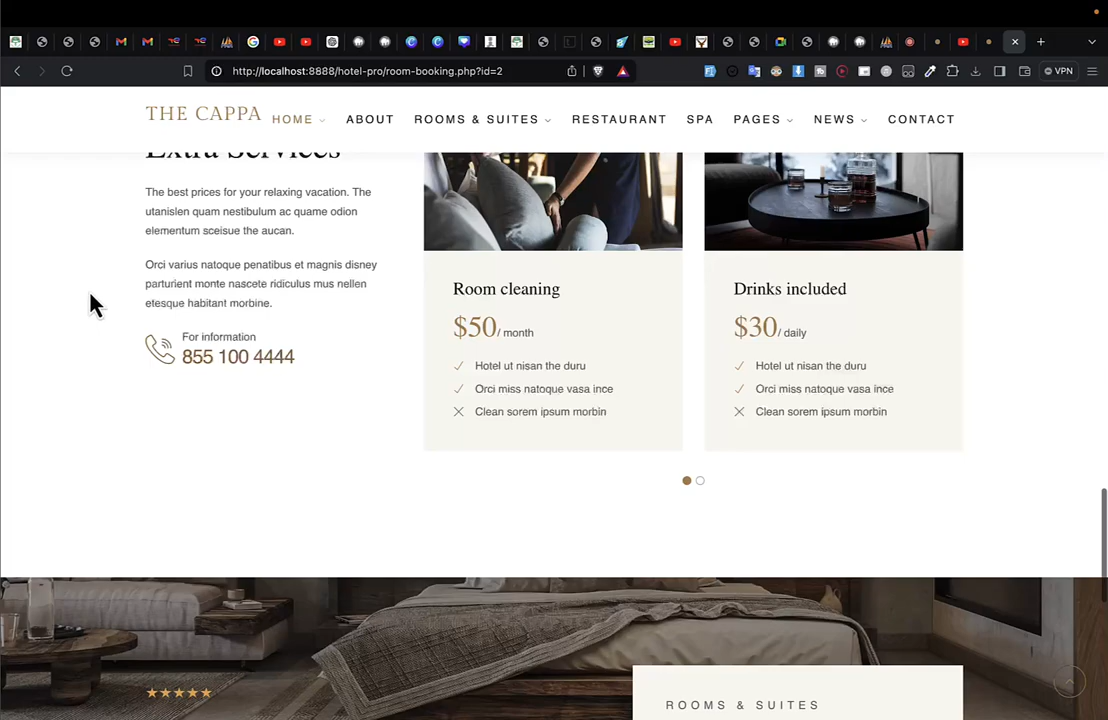 http://localhost:8888/hotel-pro/room-booking.php?id=2
VPN
THE CAPPA
HOME
ABOUT
ROOMS & SUITES
RESTAURANT
SPA
PAGES
NEWS
CONTACT
Extra Services
The best prices for your relaxing vacation. The
utanislen quam nestibulum ac quame odion
elementum sceisue the aucan.
Orci varius natoque penatibus et magnis disney
parturient monte nascete ridiculus mus nellen
etesque habitant morbine.
For information
855 100 4444
Room cleaning
$50/ month
Hotel ut nisan the duru
Orci miss natoque vasa ince
Clean sorem ipsum morbin
Drinks included
$30/ daily
Hotel ut nisan the duru
Orci miss natoque vasa ince
Clean sorem ipsum morbin
ROOMS & SUITES